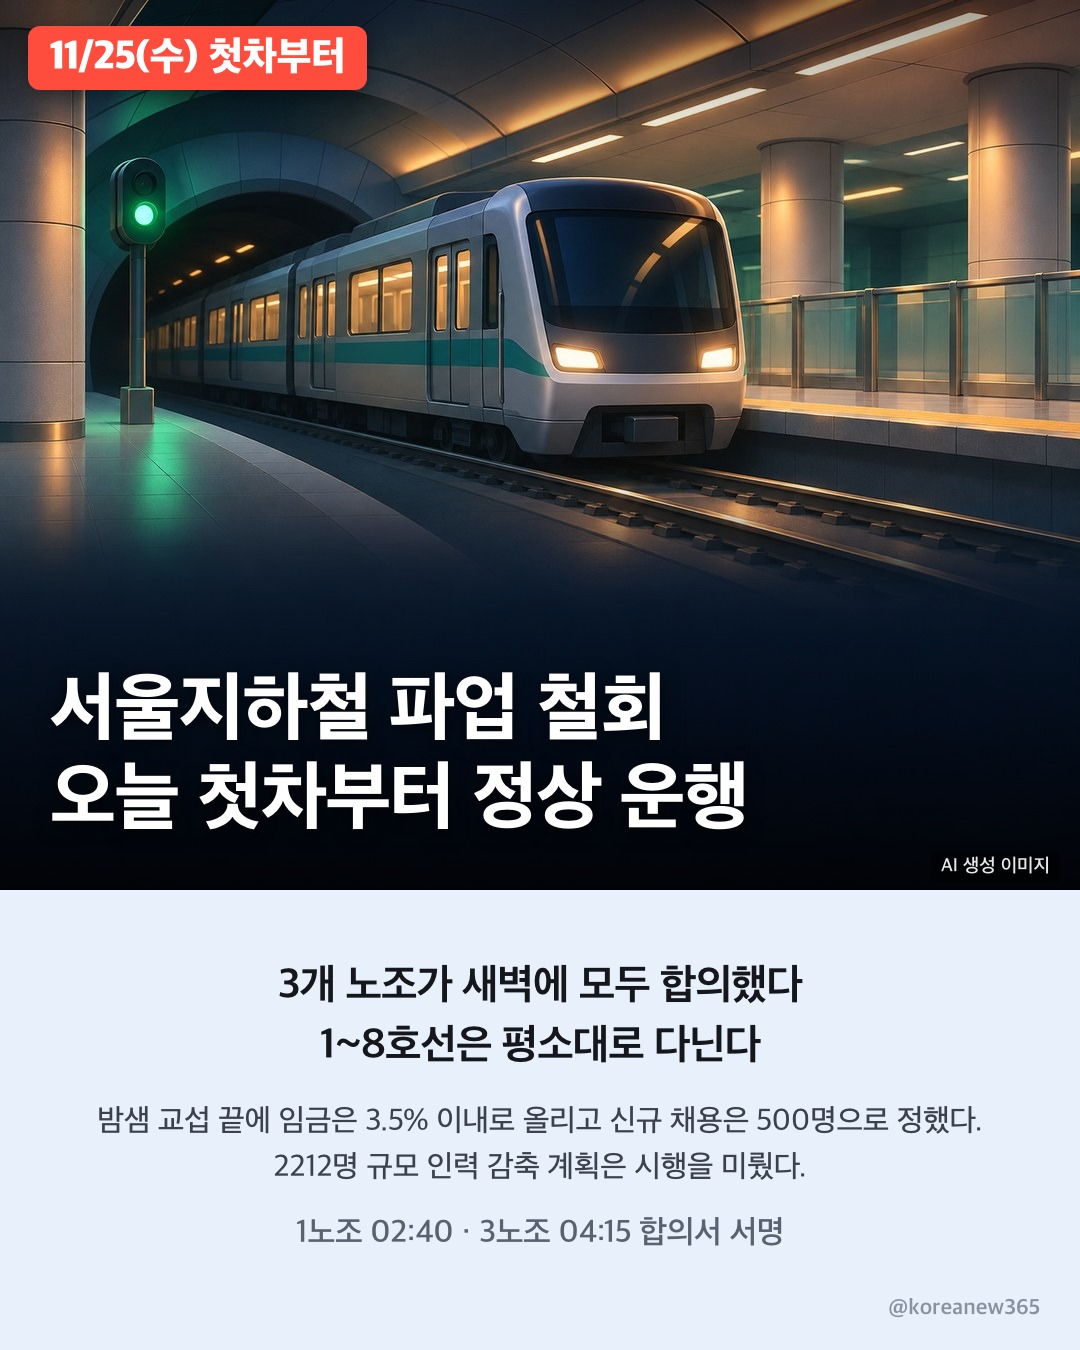 11/25(수) 첫차부터
서울지하철 파업 철회
오늘 첫차부터 정상 운행
AI 생성 이미지
3개 노조가 새벽에 모두 합의했다
1~8호선은 평소대로 다닌다
밤샘 교섭 끝에 임금은 3.5% 이내로 올리고 신규 채용은 500명으로 정했다.
2212명 규모 인력 감축 계획은 시행을 미뤘다.
1노조 02:40 · 3노조 04:15 합의서 서명
@koreanew365